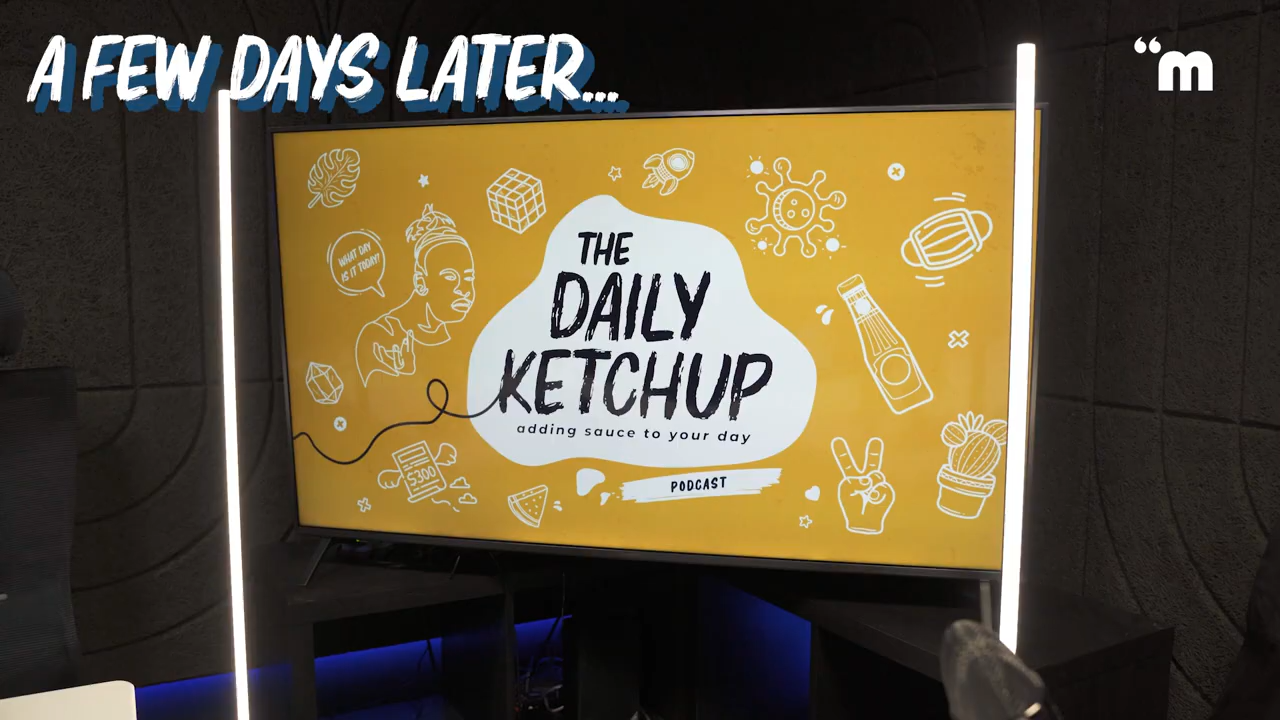 A FEW DAYS LATER...
“m
WHAT DAY
IS IT TODAY?
THE
DAILY
KETCHUP
adding sauce to your day
$300
PODCAST